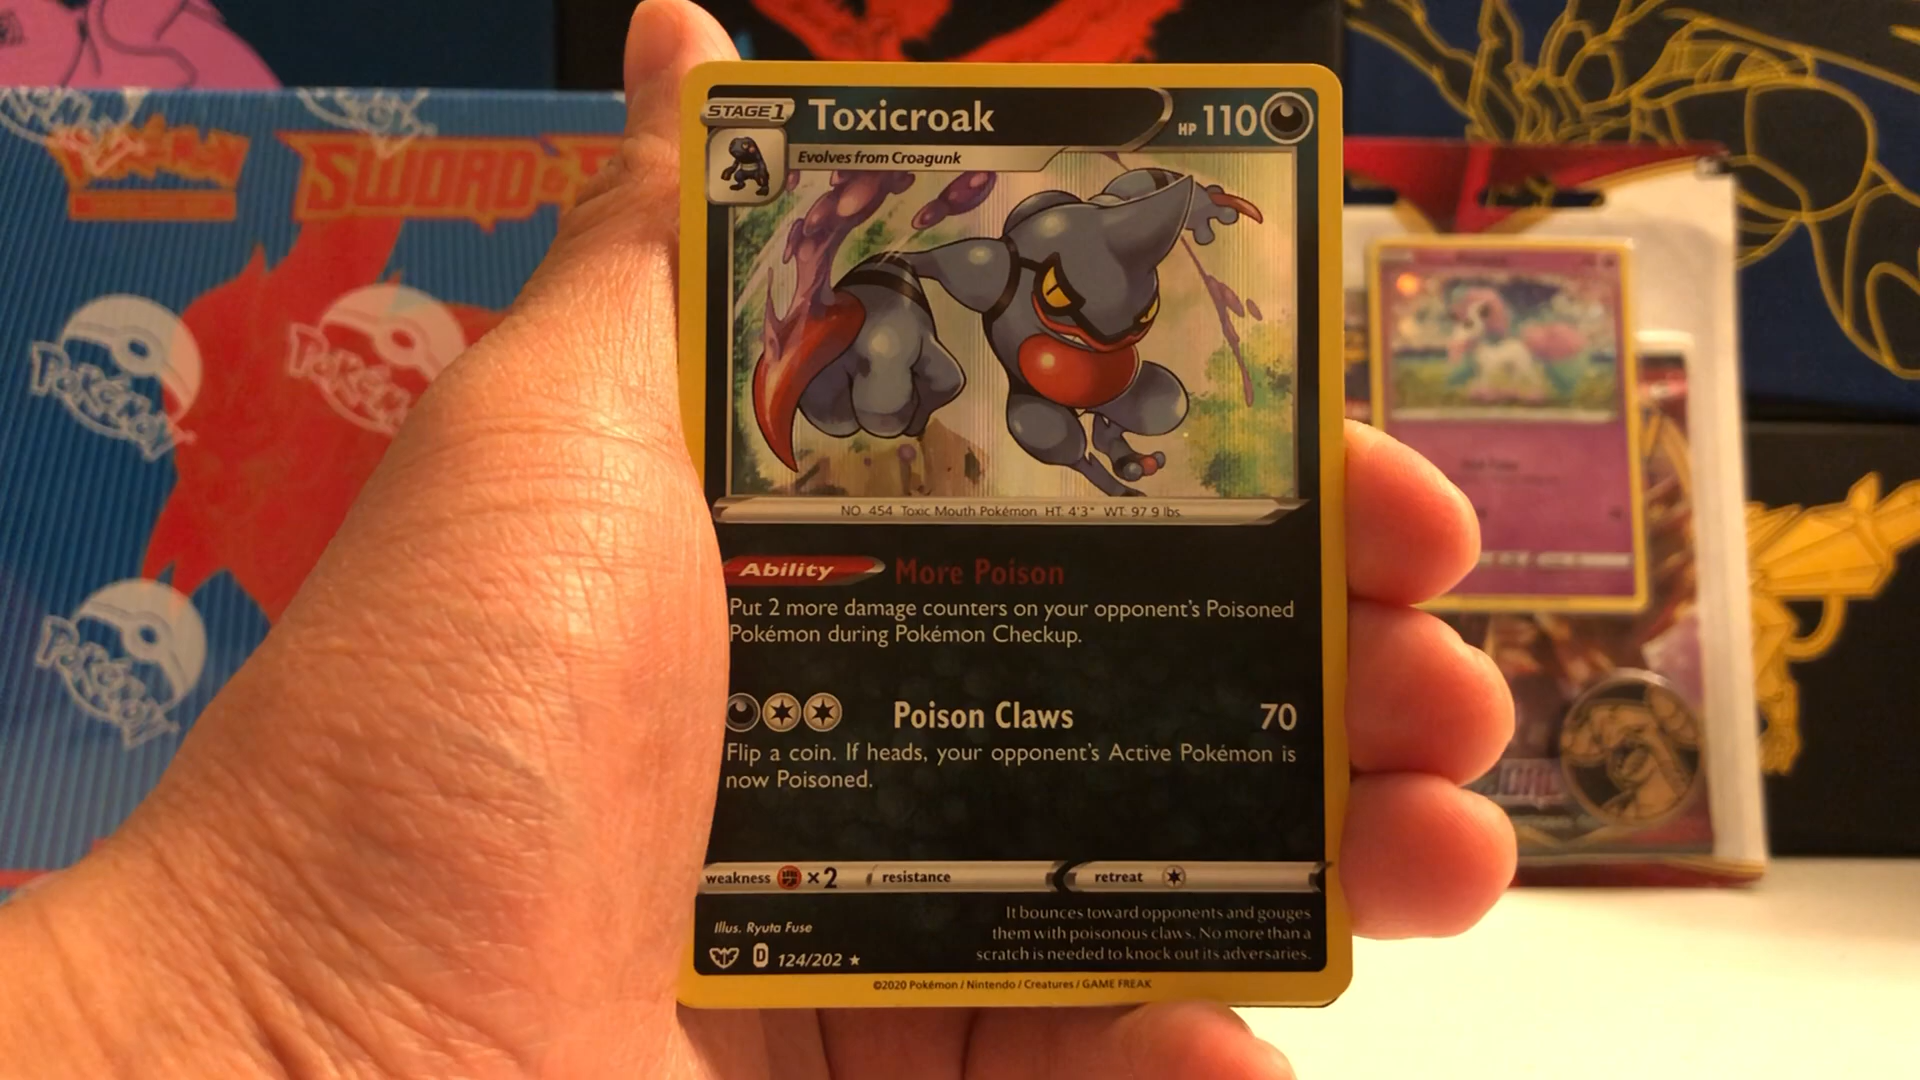 STAGE 1
Toxicroak
HP 110
Evolves from Croagunk
NO. 454 Toxic Mouth Pokémon HT: 4'3" WT: 97.9 lbs.
Ability More Poison
Put 2 more damage counters on your opponent's Poisoned
Pokémon during Pokémon Checkup.
Poison Claws 70
Flip a coin. If heads, your opponent's Active Pokémon is
now Poisoned.
weakness ×2 resistance retreat
Illus. Ryuta Fuse
It bounces toward opponents and gouges
them with poisonous claws. No more than a
scratch is needed to knock out its adversaries.
D 124/202 ★
©2020 Pokémon / Nintendo / Creatures / GAME FREAK
Pokémon
SWORD &
Pokémon
Pokémon
Pokémon